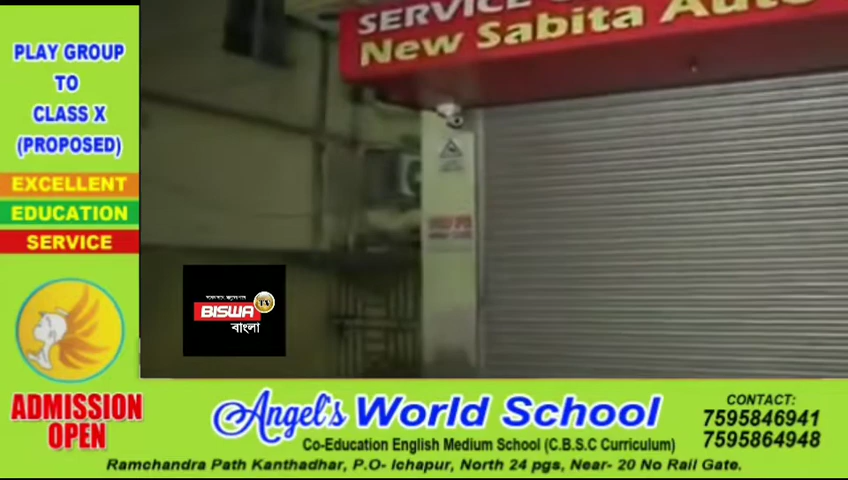 PLAY GROUP
TO
CLASS X
(PROPOSED)
EXCELLENT
EDUCATION
SERVICE
ADMISSION
OPEN
SERVICE
New Sabita Auto
BISWA TV
বাংলা
Angel's World School
Co-Education English Medium School (C.B.S.C Curriculum)
Ramchandra Path Kanthadhar, P.O- Ichapur, North 24 pgs, Near- 20 No Rail Gate.
CONTACT:
7595846941
7595864948